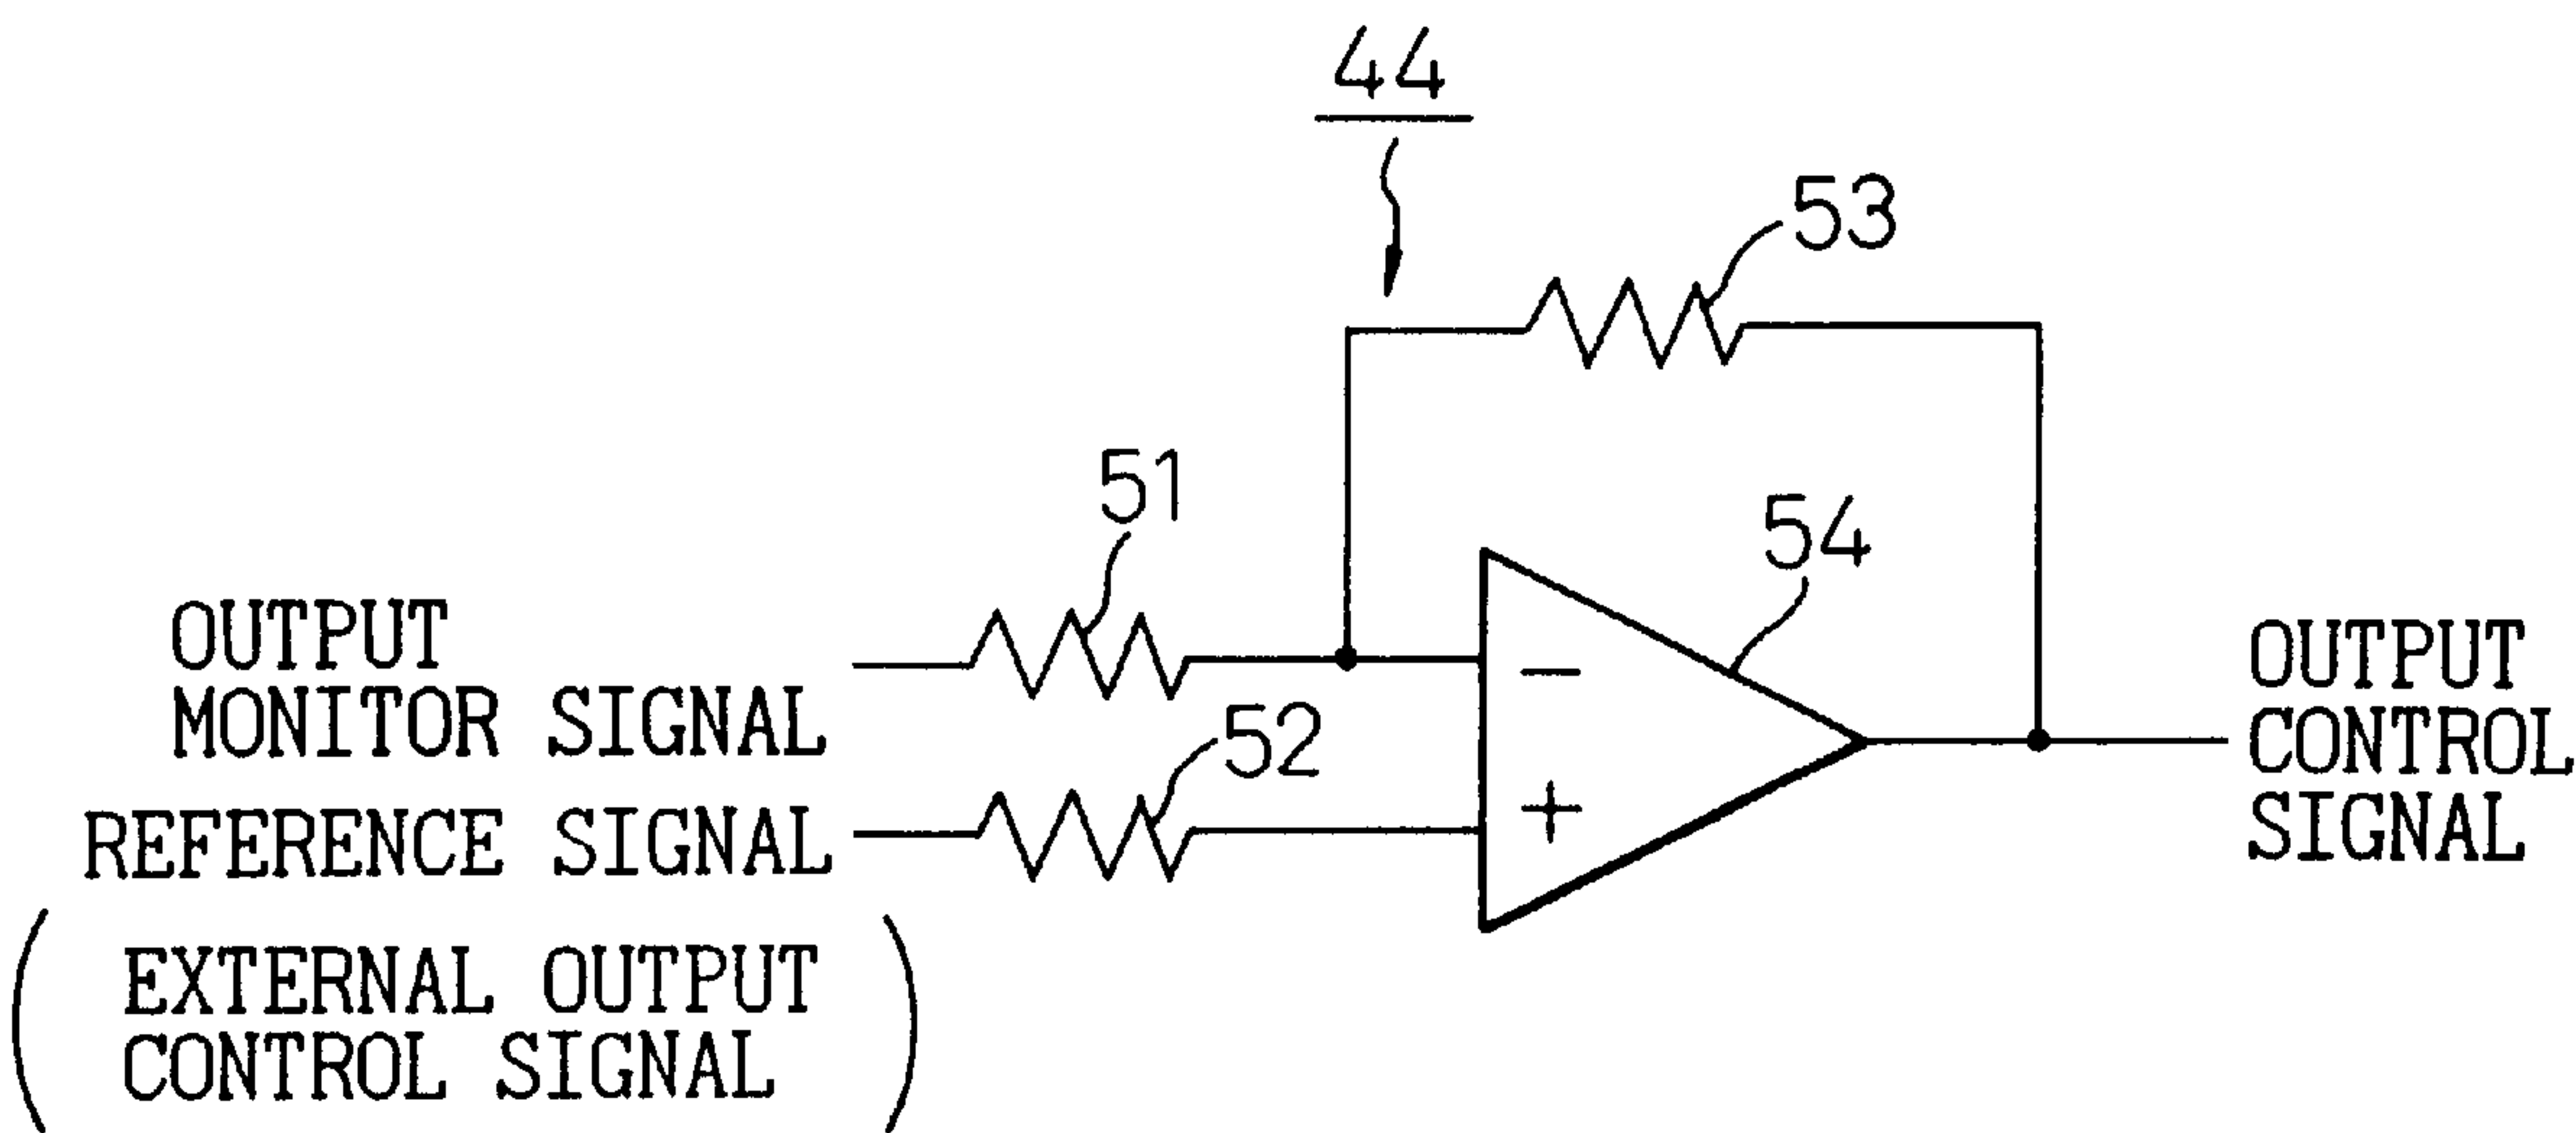 44
53
51
54
OUTPUT
MONITOR SIGNAL
52
REFERENCE SIGNAL
( EXTERNAL OUTPUT
CONTROL SIGNAL )
−
+
OUTPUT
CONTROL
SIGNAL